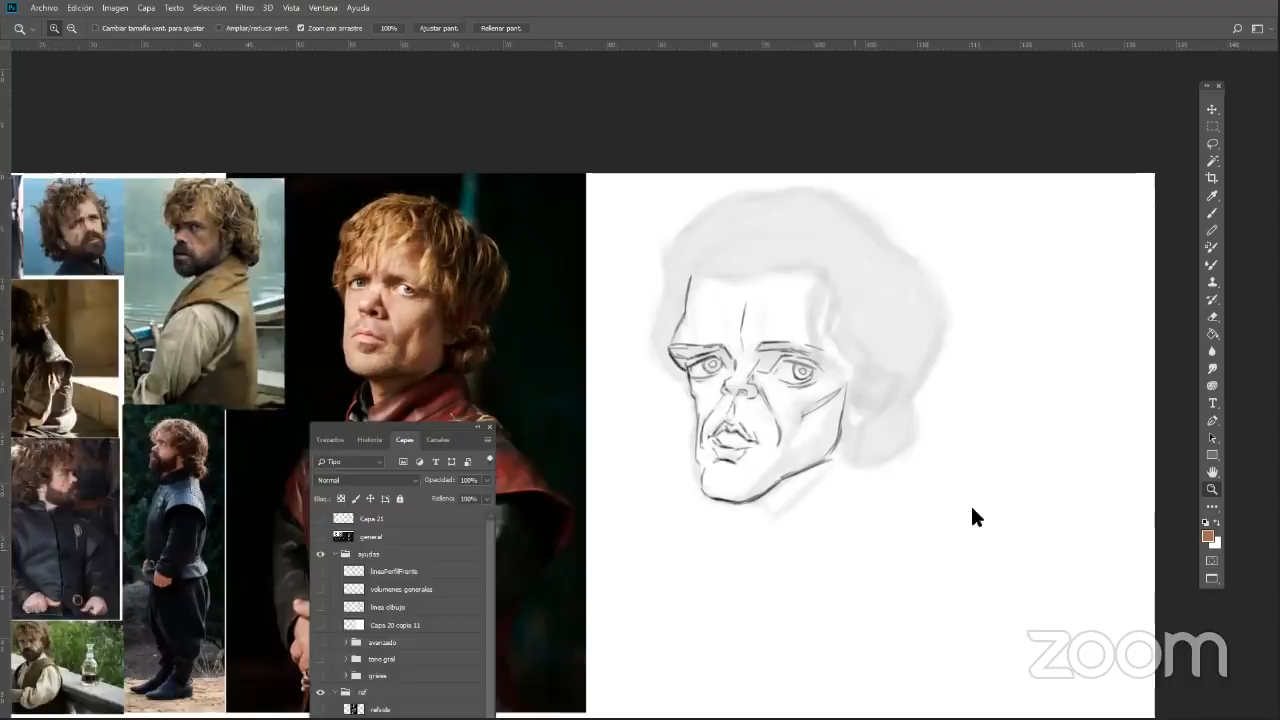 Ps Archivo Edición Imagen Capa Texto Selección Filtro 3D Vista Ventana Ayuda
Cambiar tamaño vent. para ajustar Ampliar/reducir vent. Zoom con arrastre 100% Ajustar pant. Rellenar pant.
Trazados Historia Capas Canales
Tipo
Normal Opacidad: 100%
Bloq.: Relleno: 100%
Capa 21
general
ayudas
lineaPerfilFrente
volumenes generales
linea dibujo
Capa 20 copia 11
avanzado
tono gral
grises
ref
zoom